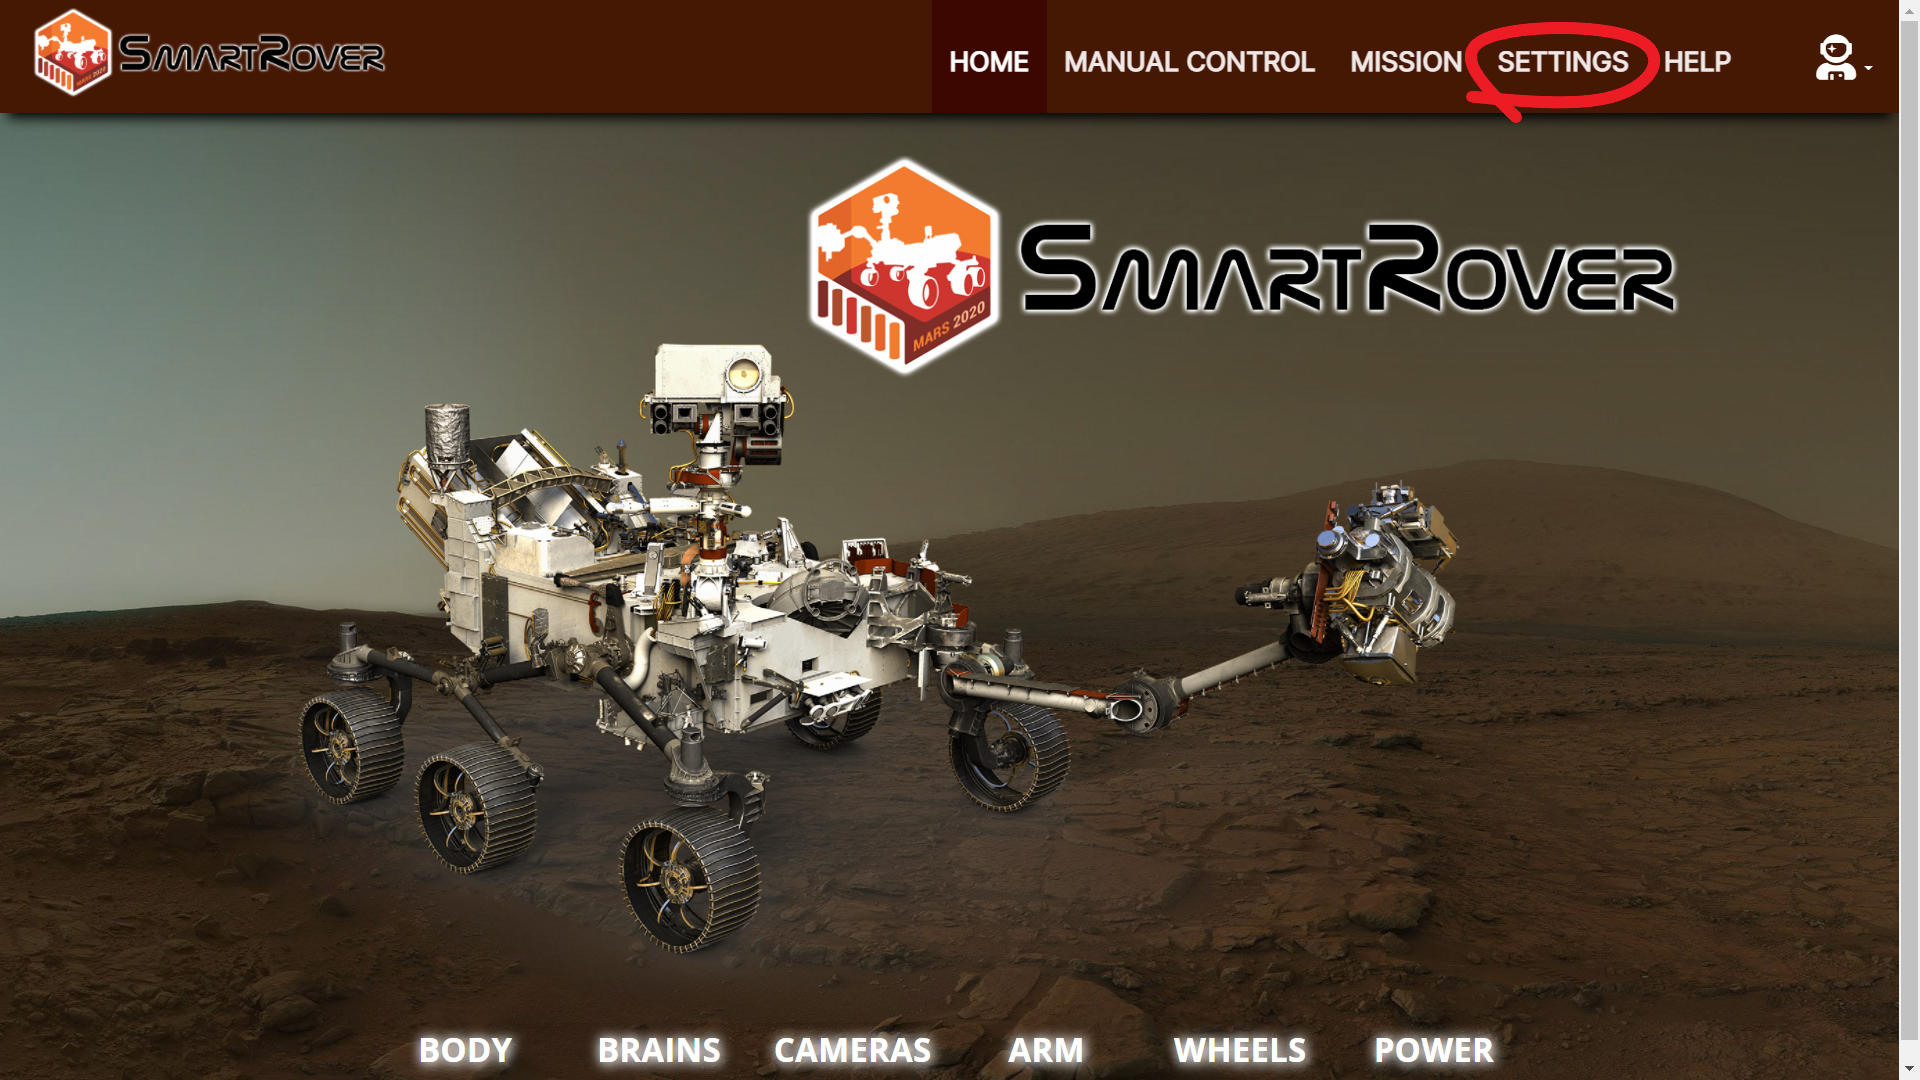 SMARTROVER
HOME MANUAL CONTROL MISSION SETTINGS HELP
SMARTROVER
MARS 2020
BODY BRAINS CAMERAS ARM WHEELS POWER